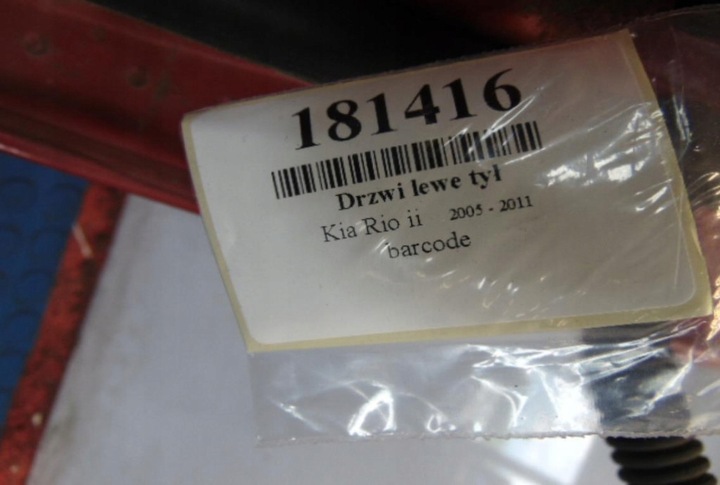 181416
Drzwi lewe tył
Kia Rio ii 2005 - 2011
barcode